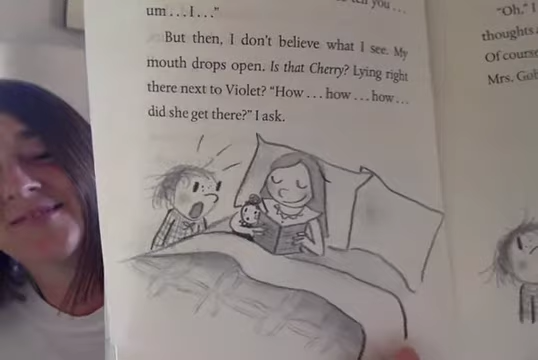 you...
um...I..."
But then, I don't believe what I see. My
mouth drops open. Is that Cherry? Lying right
there next to Violet? "How...how...how...
did she get there?" I ask.
"Oh," I
thoughts
Of course
Mrs.